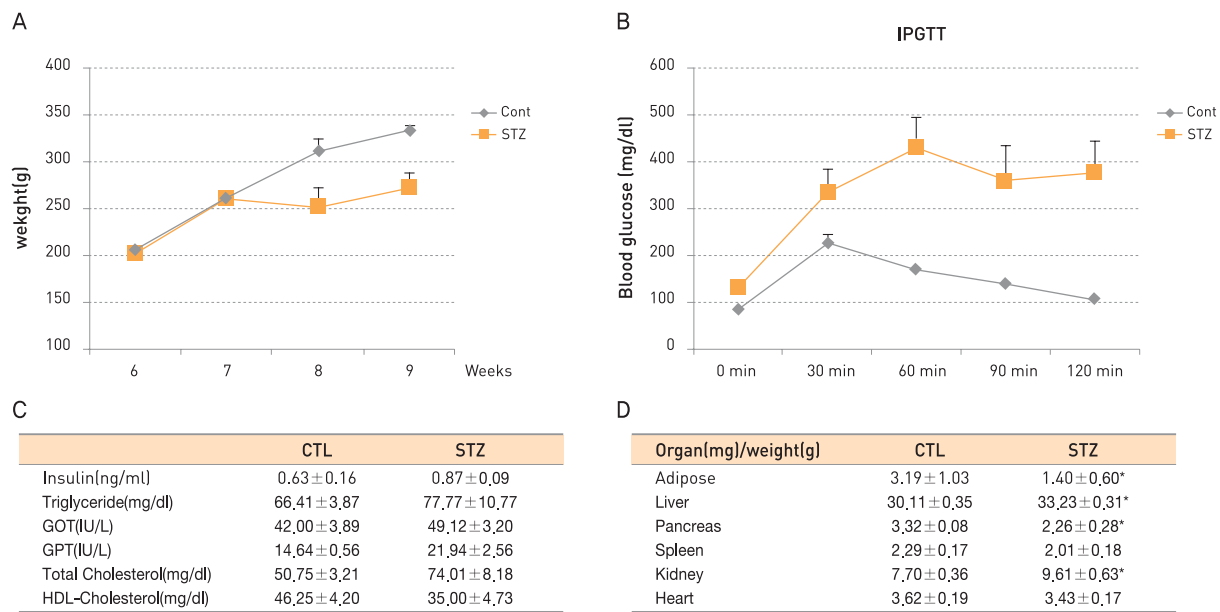 A
400
350
300
250
200
150
100
wekght(g)
6 7 8 9 Weeks
Cont
STZ
B
IPGTT
600
500
400
300
200
100
0
Blood glucose (mg/dl)
0 min 30 min 60 min 90 min 120 min
Cont
STZ
C
CTL STZ
Insulin(ng/ml) 0.63±0.16 0.87±0.09
Triglyceride(mg/dl) 66.41±3.87 77.77±10.77
GOT(IU/L) 42.00±3.89 49.12±3.20
GPT(IU/L) 14.64±0.56 21.94±2.56
Total Cholesterol(mg/dl) 50.75±3.21 74.01±8.18
HDL-Cholesterol(mg/dl) 46.25±4.20 35.00±4.73
D
Organ(mg)/weight(g) CTL STZ
Adipose 3.19±1.03 1.40±0.60*
Liver 30.11±0.35 33.23±0.31*
Pancreas 3.32±0.08 2.26±0.28*
Spleen 2.29±0.17 2.01±0.18
Kidney 7.70±0.36 9.61±0.63*
Heart 3.62±0.19 3.43±0.17